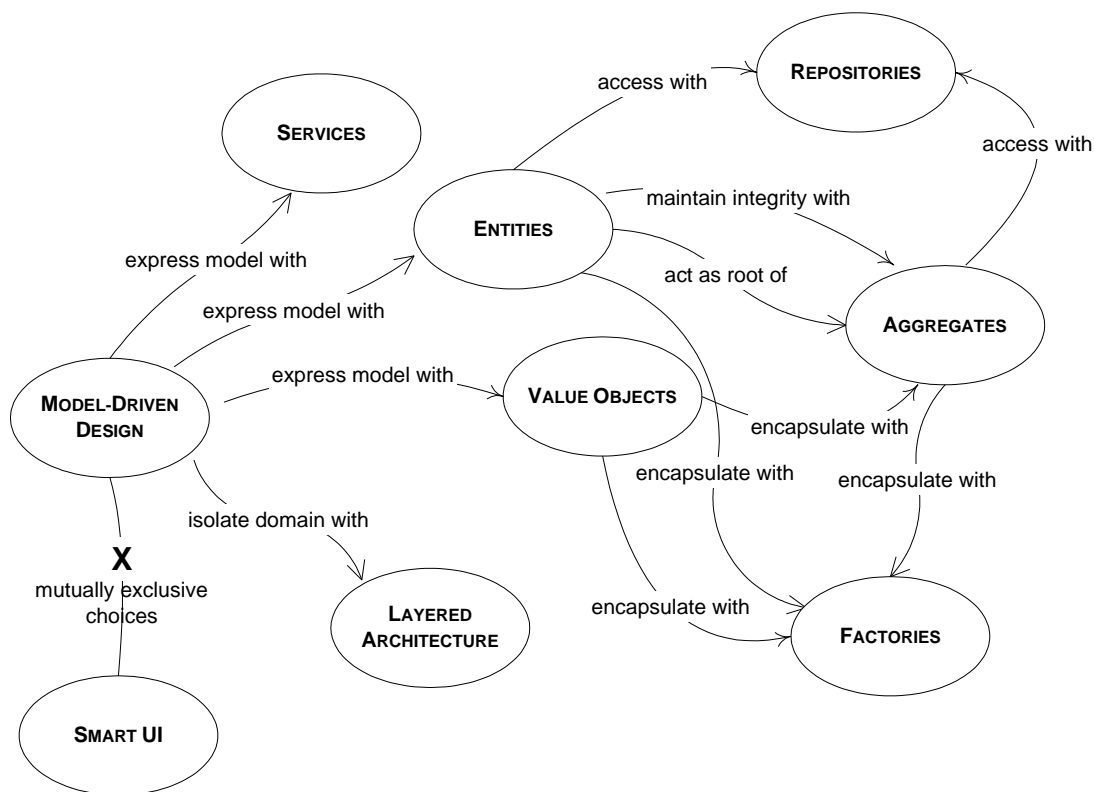 REPOSITORIES
access with
SERVICES
access with
maintain integrity with
ENTITIES
express model with
act as root of
express model with
AGGREGATES
express model with
VALUE OBJECTS
MODEL-DRIVEN
DESIGN
encapsulate with
encapsulate with
encapsulate with
isolate domain with
X
mutually exclusive
choices
encapsulate with
LAYERED
ARCHITECTURE
FACTORIES
SMART UI